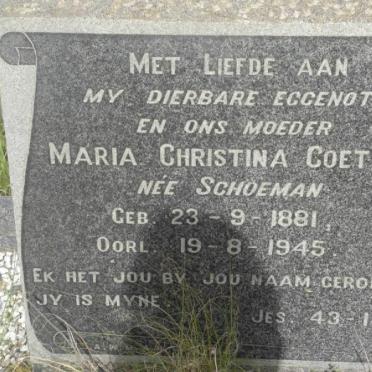 MET LIEFDE AAN
MY DIERBARE EGGENOT
EN ONS MOEDER
MARIA CHRISTINA COET
NÉE SCHOEMAN
GEB. 23-9-1881,
OORL. 19-8-1945.
EK HET JOU BY JOU NAAM GERO
JY IS MYNE.
JES. 43-1